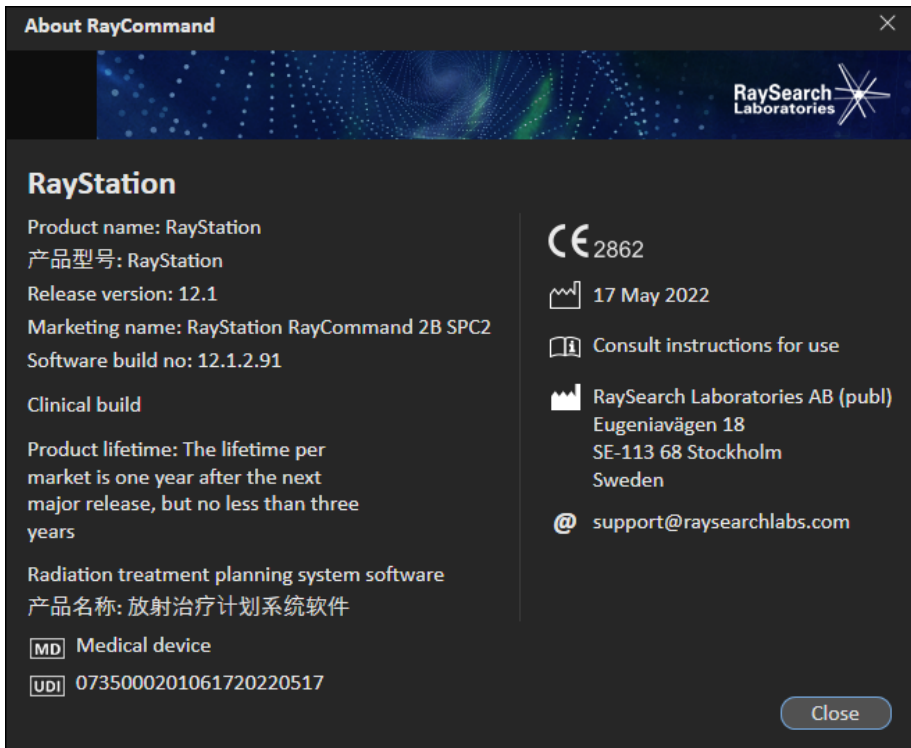 About RayCommand
RaySearch
Laboratories
RayStation
Product name: RayStation
产品型号: RayStation
Release version: 12.1
Marketing name: RayStation RayCommand 2B SPC2
Software build no: 12.1.2.91
Clinical build
Product lifetime: The lifetime per
market is one year after the next
major release, but no less than three
years
Radiation treatment planning system software
产品名称: 放射治疗计划系统软件
MD Medical device
UDI 0735000201061720220517
CE 2862
17 May 2022
Consult instructions for use
RaySearch Laboratories AB (publ)
Eugeniavägen 18
SE-113 68 Stockholm
Sweden
@ support@raysearchlabs.com
Close